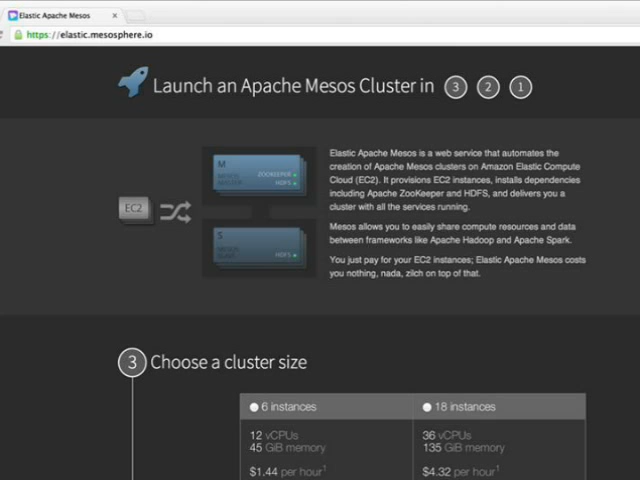 Elastic Apache Mesos
https://elastic.mesosphere.io
Launch an Apache Mesos Cluster in 3 2 1
Elastic Apache Mesos is a web service that automates the
creation of Apache Mesos clusters on Amazon Elastic Compute
Cloud (EC2). It provisions EC2 instances, installs dependencies
including Apache ZooKeeper and HDFS, and delivers you a
cluster with all the services running.
Mesos allows you to easily share compute resources and data
between frameworks like Apache Hadoop and Apache Spark.
You just pay for your EC2 instances; Elastic Apache Mesos costs
you nothing, nada, zilch on top of that.
EC2
M
ZOOKEEPER
MESOS
MASTER
HDFS
S
MESOS
SLAVE
HDFS
3 Choose a cluster size
6 instances 18 instances
12 vCPUs 36 vCPUs
45 GiB memory 135 GiB memory
$1.44 per hour¹ $4.32 per hour¹